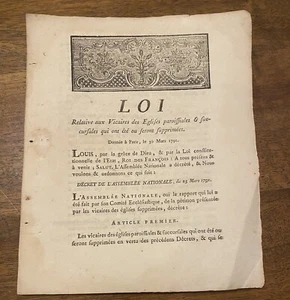 LOI
Relative aux Vicaires des Églises paroissiales & suc-
cursales qui ont été ou seront supprimées.
Donnée à Paris, le 30 Mars 1791.
LOUIS, par la grâce de Dieu, & par la Loi constitu-
tionnelle de l'Etat, ROI DES FRANÇOIS : A tous présens &
à venir ; SALUT. L'Assemblée Nationale a décrété, & Nous
voulons & ordonnons ce qui suit :
DÉCRET DE L'ASSEMBLÉE NATIONALE, du 23 Mars 1791.
L'ASSEMBLÉE NATIONALE, ouï le rapport qui lui a
été fait par son Comité Ecclésiastique, de la pétition présentée
par les vicaires des églises supprimées, décrète :
ARTICLE PREMIER.
Les vicaires des églises paroissiales & succursales qui ont été ou
seront supprimées en vertu des précédens Décrets, & qui se